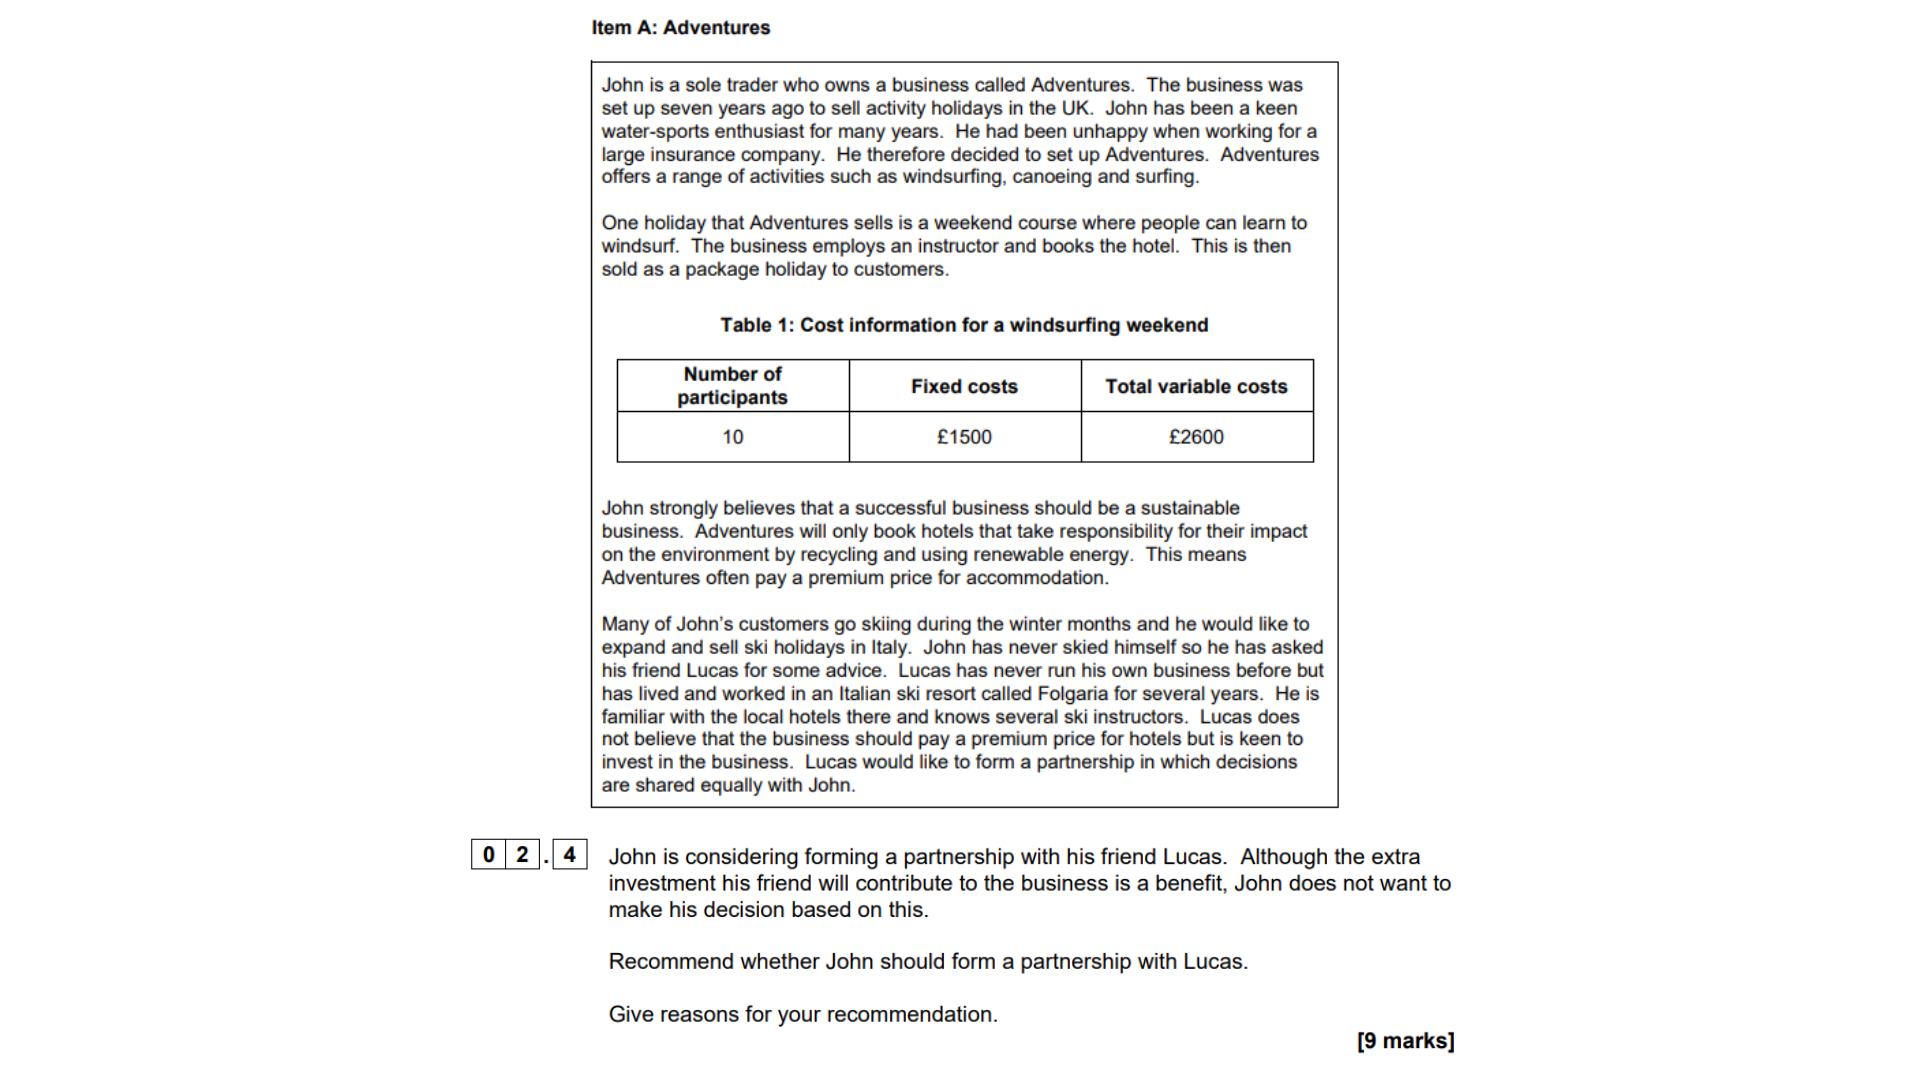 Item A: Adventures
John is a sole trader who owns a business called Adventures. The business was
set up seven years ago to sell activity holidays in the UK. John has been a keen
water-sports enthusiast for many years. He had been unhappy when working for a
large insurance company. He therefore decided to set up Adventures. Adventures
offers a range of activities such as windsurfing, canoeing and surfing.
One holiday that Adventures sells is a weekend course where people can learn to
windsurf. The business employs an instructor and books the hotel. This is then
sold as a package holiday to customers.
Table 1: Cost information for a windsurfing weekend
Number of
participants
Fixed costs
Total variable costs
10
£1500
£2600
John strongly believes that a successful business should be a sustainable
business. Adventures will only book hotels that take responsibility for their impact
on the environment by recycling and using renewable energy. This means
Adventures often pay a premium price for accommodation.
Many of John's customers go skiing during the winter months and he would like to
expand and sell ski holidays in Italy. John has never skied himself so he has asked
his friend Lucas for some advice. Lucas has never run his own business before but
has lived and worked in an Italian ski resort called Folgaria for several years. He is
familiar with the local hotels there and knows several ski instructors. Lucas does
not believe that the business should pay a premium price for hotels but is keen to
invest in the business. Lucas would like to form a partnership in which decisions
are shared equally with John.
0 2 . 4
John is considering forming a partnership with his friend Lucas. Although the extra
investment his friend will contribute to the business is a benefit, John does not want to
make his decision based on this.
Recommend whether John should form a partnership with Lucas.
Give reasons for your recommendation.
[9 marks]